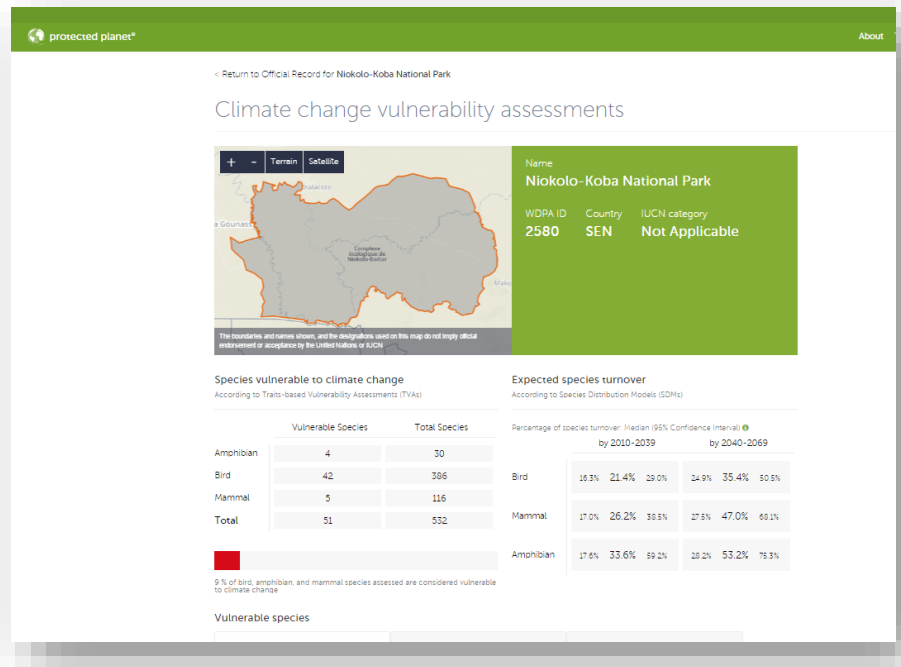 protected planet®
About
< Return to Official Record for Niokolo-Koba National Park
Climate change vulnerability assessments
+ - Terrain Satellite
Complexe
écologique de
Niokolo-Badiar
The boundaries and names shown, and the designations used on this map do not imply official
endorsement or acceptance by the United Nations or IUCN
Name
Niokolo-Koba National Park
WDPA ID Country IUCN category
2580 SEN Not Applicable
Species vulnerable to climate change
According to Traits-based Vulnerability Assessments (TVAs)
Vulnerable Species Total Species
Amphibian 4 30
Bird 42 386
Mammal 5 116
Total 51 532
9 % of bird, amphibian, and mammal species assessed are considered vulnerable
to climate change
Expected species turnover
According to Species Distribution Models (SDMs)
Percentage of species turnover: Median (95% Confidence Interval)
by 2010-2039 by 2040-2069
Bird 16.3% 21.4% 29.0% 24.9% 35.4% 50.5%
Mammal 17.0% 26.2% 38.5% 27.5% 47.0% 68.1%
Amphibian 17.6% 33.6% 59.2% 28.2% 53.2% 75.3%
Vulnerable species